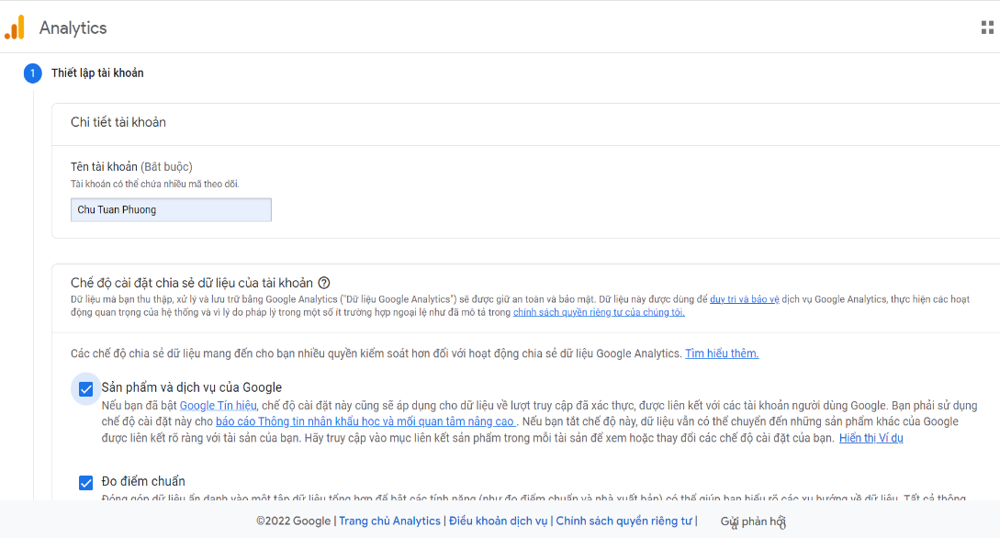 Analytics
1 Thiết lập tài khoản
Chi tiết tài khoản
Tên tài khoản (Bắt buộc)
Tài khoản có thể chứa nhiều mã theo dõi.
Chu Tuan Phuong
Chế độ cài đặt chia sẻ dữ liệu của tài khoản
Dữ liệu mà bạn thu thập, xử lý và lưu trữ bằng Google Analytics ("Dữ liệu Google Analytics") sẽ được giữ an toàn và bảo mật. Dữ liệu này được dùng để duy trì và bảo vệ dịch vụ Google Analytics, thực hiện các hoạt
động quan trọng của hệ thống và vì lý do pháp lý trong một số ít trường hợp ngoại lệ như đã mô tả trong chính sách quyền riêng tư của chúng tôi.
Các chế độ chia sẻ dữ liệu mang đến cho bạn nhiều quyền kiểm soát hơn đối với hoạt động chia sẻ dữ liệu Google Analytics. Tìm hiểu thêm.
Sản phẩm và dịch vụ của Google
Nếu bạn đã bật Google Tín hiệu, chế độ cài đặt này cũng sẽ áp dụng cho dữ liệu về lượt truy cập đã xác thực, được liên kết với các tài khoản người dùng Google. Bạn phải sử dụng
chế độ cài đặt này cho báo cáo Thông tin nhân khẩu học và mối quan tâm nâng cao . Nếu bạn tắt chế độ này, dữ liệu vẫn có thể chuyển đến những sản phẩm khác của Google
được liên kết rõ ràng với tài sản của bạn. Hãy truy cập vào mục liên kết sản phẩm trong mỗi tài sản để xem hoặc thay đổi các chế độ cài đặt của bạn. Hiển thị Ví dụ
Đo điểm chuẩn
Đóng góp dữ liệu ẩn danh vào một tập dữ liệu tổng hợp để bật các tính năng (như đo điểm chuẩn và nhà xuất bản) có thể giúp bạn hiểu rõ các xu hướng về dữ liệu. Tất cả thông
©2022 Google | Trang chủ Analytics | Điều khoản dịch vụ | Chính sách quyền riêng tư | Gửi phản hồi